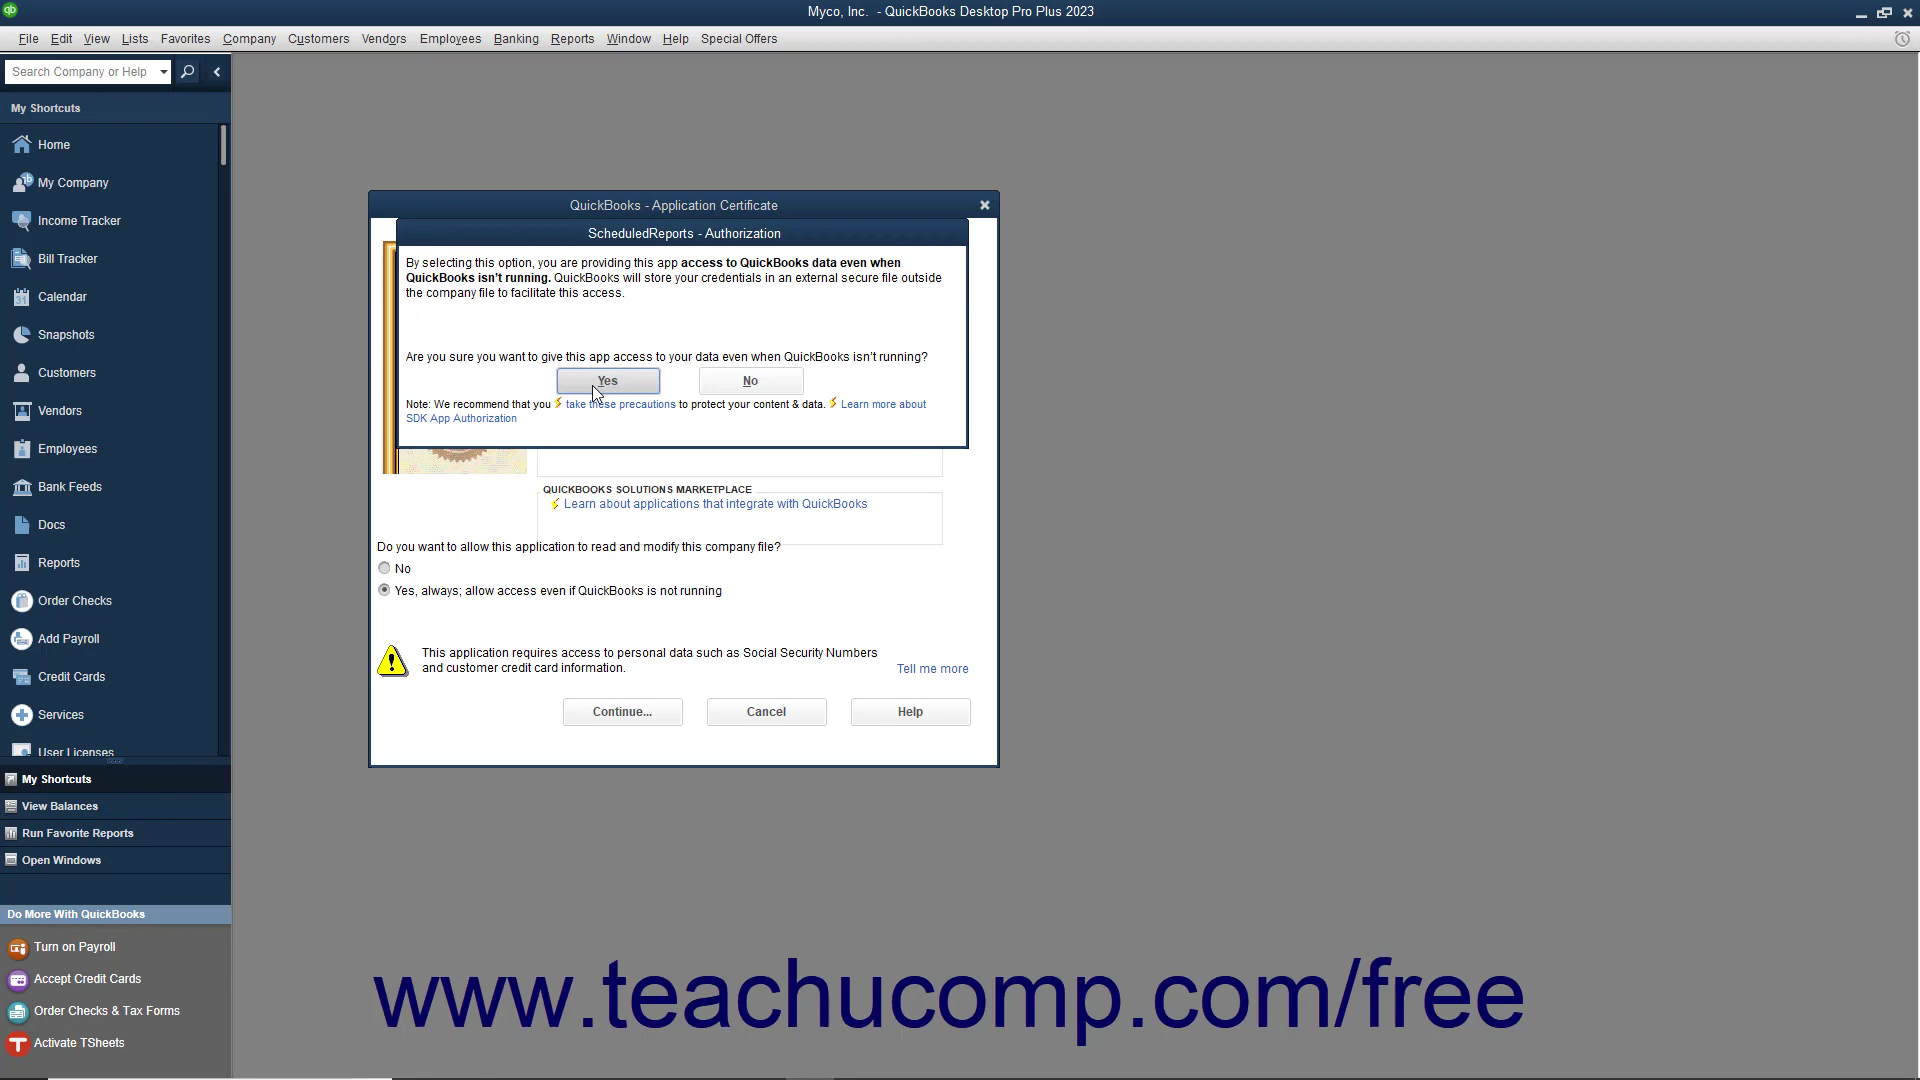 Myco, Inc. - QuickBooks Desktop Pro Plus 2023
File Edit View Lists Favorites Company Customers Vendors Employees Banking Reports Window Help Special Offers
Search Company or Help
My Shortcuts
Home
My Company
Income Tracker
Bill Tracker
Calendar
Snapshots
Customers
Vendors
Employees
Bank Feeds
Docs
Reports
Order Checks
Add Payroll
Credit Cards
Services
User Licenses
My Shortcuts
View Balances
Run Favorite Reports
Open Windows
Do More With QuickBooks
Turn on Payroll
Accept Credit Cards
Order Checks & Tax Forms
Activate TSheets
QuickBooks - Application Certificate
ScheduledReports - Authorization
By selecting this option, you are providing this app access to QuickBooks data even when
QuickBooks isn't running. QuickBooks will store your credentials in an external secure file outside
the company file to facilitate this access.
Are you sure you want to give this app access to your data even when QuickBooks isn't running?
Yes No
Note: We recommend that you take these precautions to protect your content & data. Learn more about
SDK App Authorization
QUICKBOOKS SOLUTIONS MARKETPLACE
Learn about applications that integrate with QuickBooks
Do you want to allow this application to read and modify this company file?
No
Yes, always; allow access even if QuickBooks is not running
This application requires access to personal data such as Social Security Numbers
and customer credit card information.
Tell me more
Continue... Cancel Help
www.teachucomp.com/free